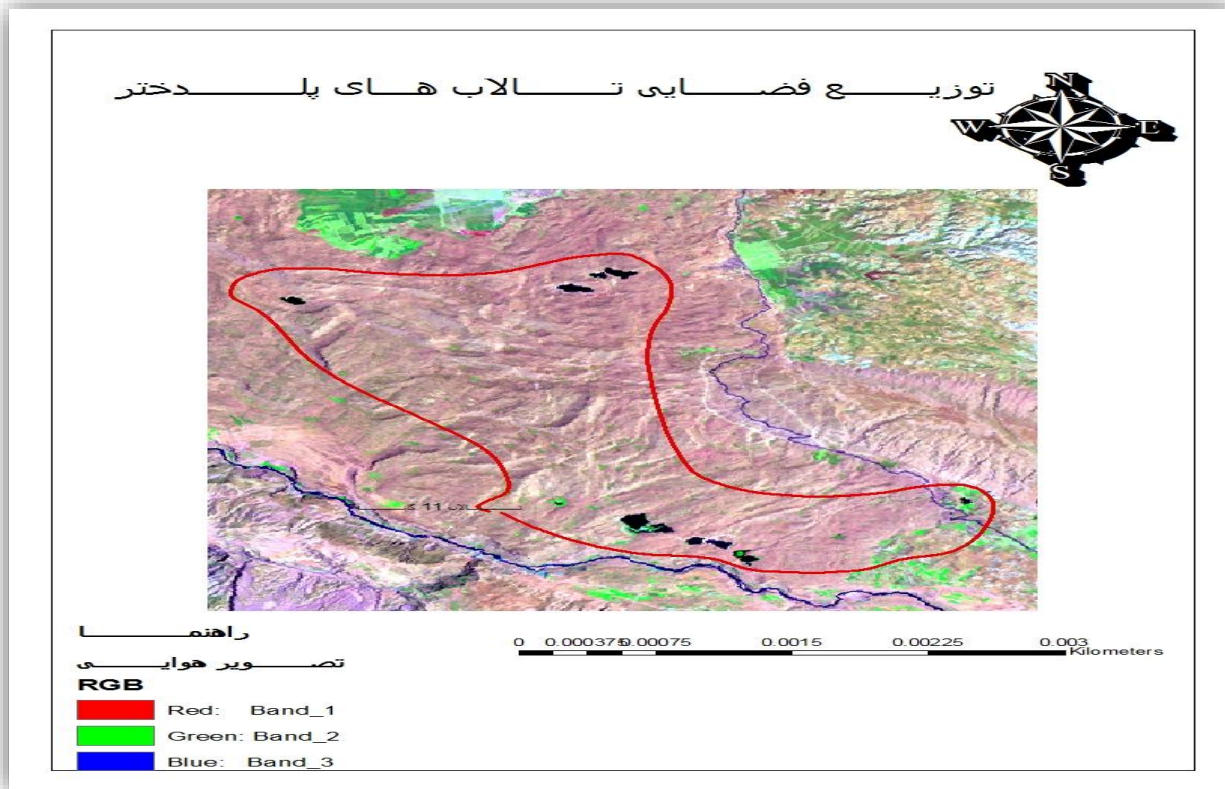 توزیع فضایی تالاب های پلدختر
N
W E
S
11
راهنما
تصویر هوایی
RGB
Red: Band_1
Green: Band_2
Blue: Band_3
0 0.000375 0.00075 0.0015 0.00225 0.003
Kilometers